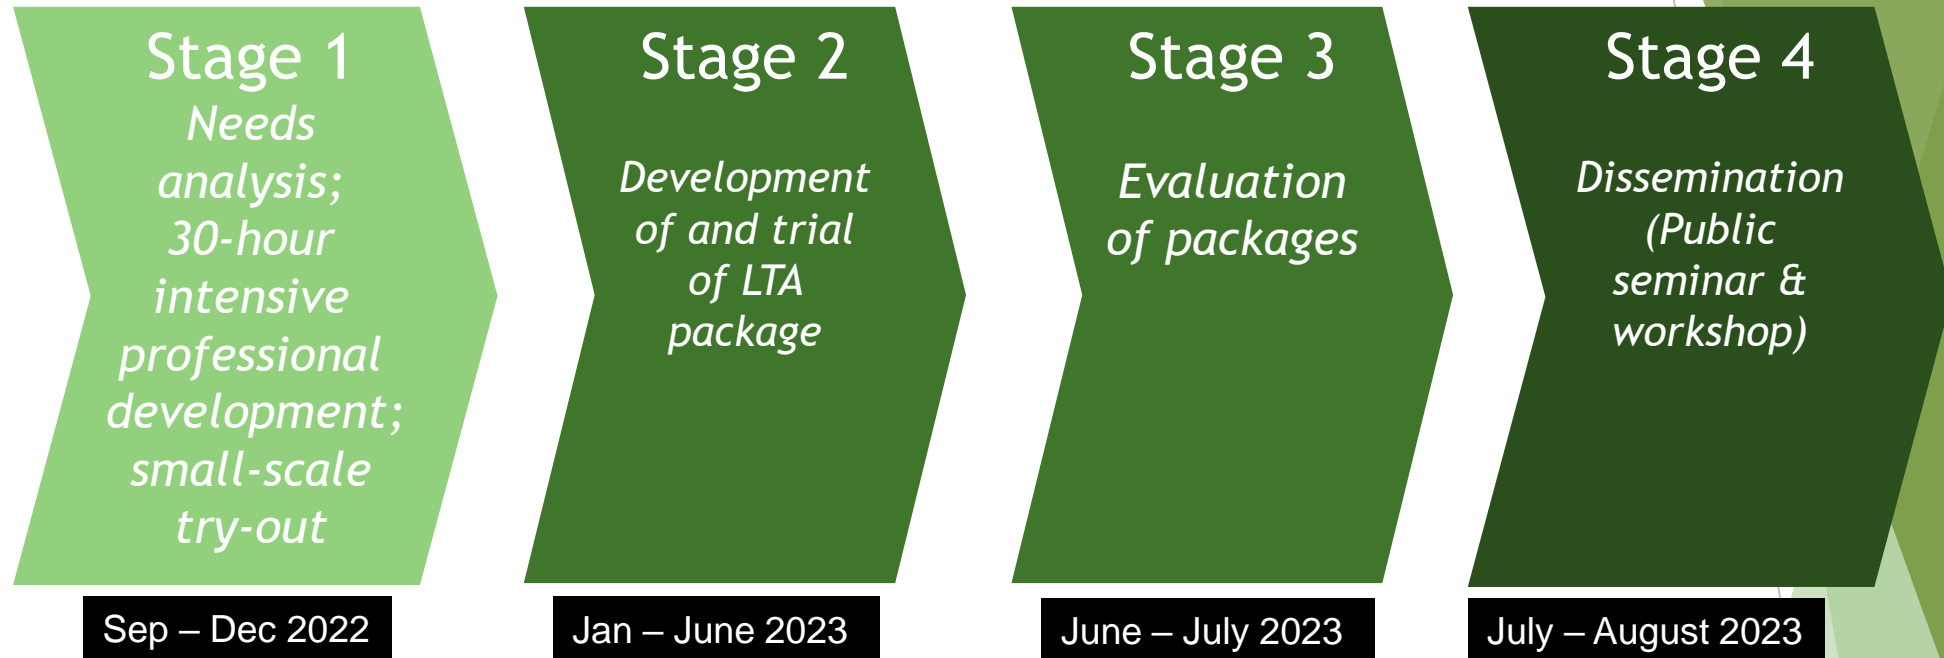 Stage 1
Needs
analysis;
30-hour
intensive
professional
development;
small-scale
try-out
Sep – Dec 2022
Stage 2
Development
of and trial
of LTA
package
Jan – June 2023
Stage 3
Evaluation
of packages
June – July 2023
Stage 4
Dissemination
(Public
seminar &
workshop)
July – August 2023